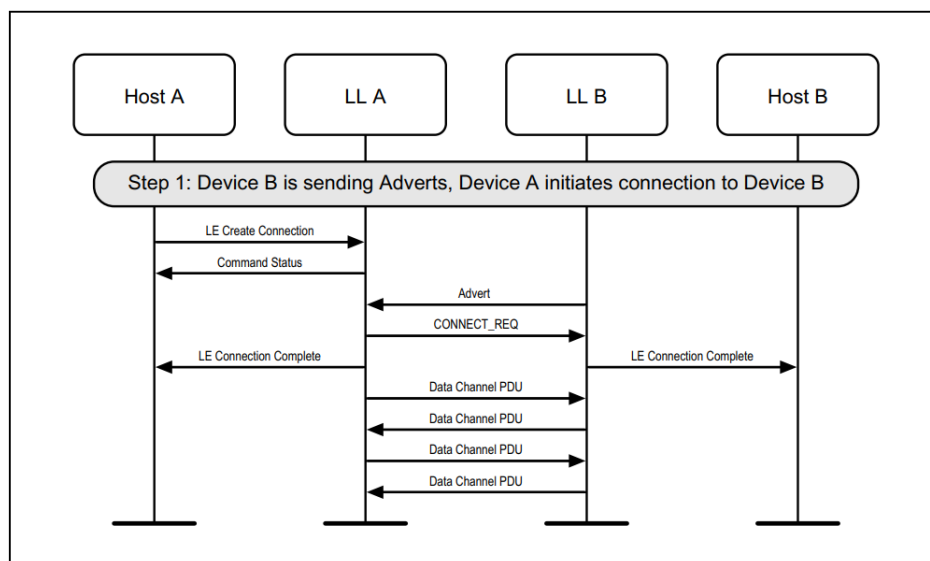 Host A
LL A
LL B
Host B
Step 1: Device B is sending Adverts, Device A initiates connection to Device B
LE Create Connection
Command Status
Advert
CONNECT_REQ
LE Connection Complete
LE Connection Complete
Data Channel PDU
Data Channel PDU
Data Channel PDU
Data Channel PDU